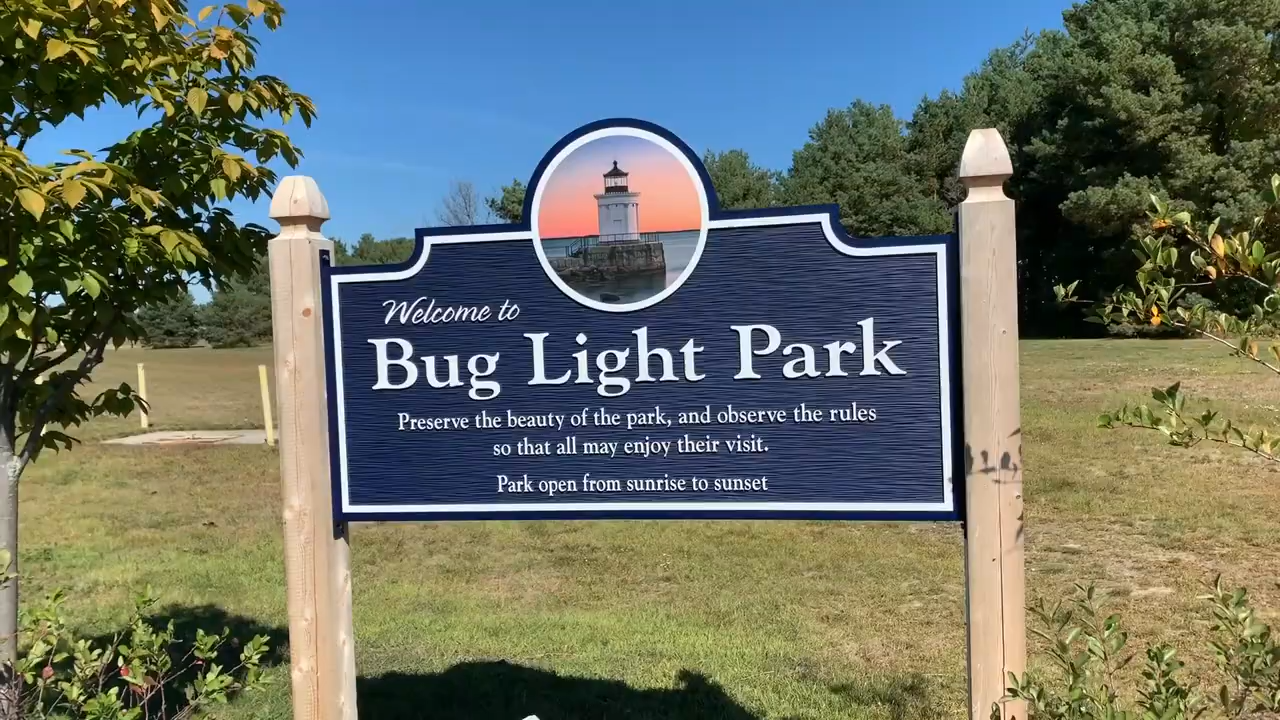 Welcome to
Bug Light Park
Preserve the beauty of the park, and observe the rules
so that all may enjoy their visit.
Park open from sunrise to sunset